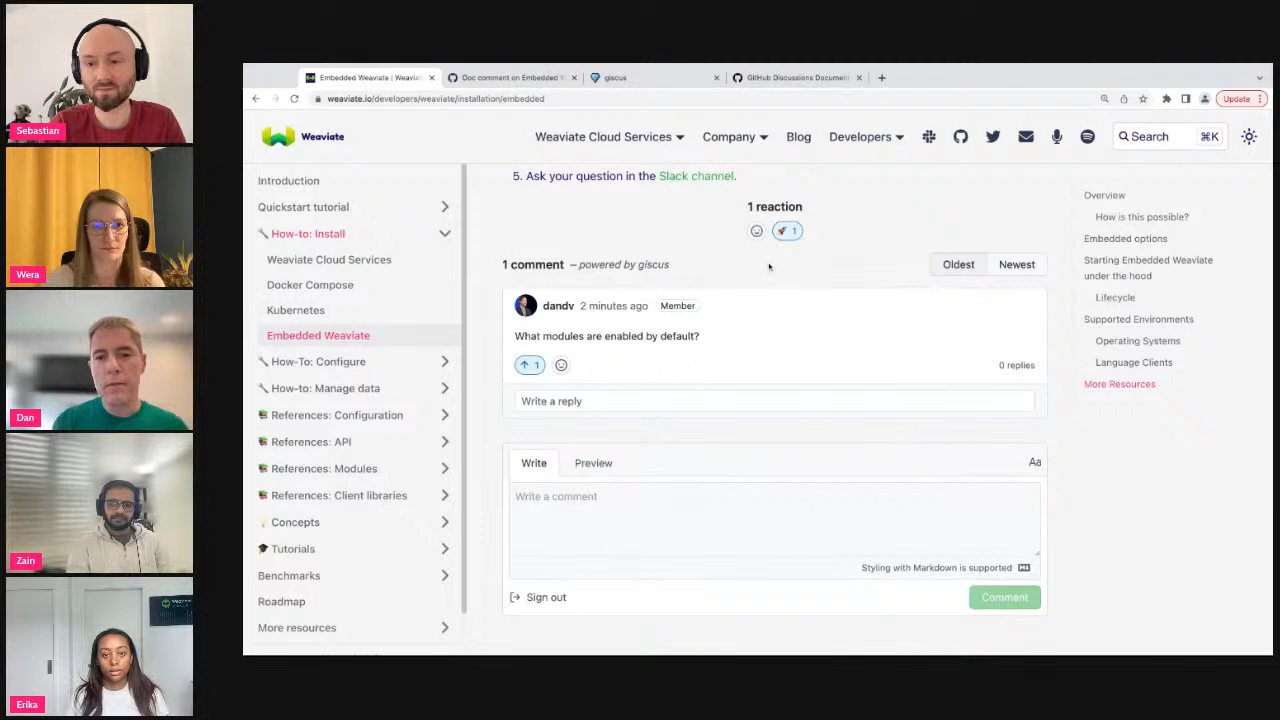 Sebastian
Wera
Dan
Zain
Erika
Embedded Weaviate | Weaviat
Doc comment on Embedded
giscus
GitHub Discussions Document
weaviate.io/developers/weaviate/installation/embedded
Update
Weaviate
Weaviate Cloud Services
Company
Blog
Developers
Search
⌘K
Introduction
Quickstart tutorial
How-to: Install
Weaviate Cloud Services
Docker Compose
Kubernetes
Embedded Weaviate
How-To: Configure
How-to: Manage data
References: Configuration
References: API
References: Modules
References: Client libraries
Concepts
Tutorials
Benchmarks
Roadmap
More resources
5. Ask your question in the Slack channel.
1 reaction
1
1 comment – powered by giscus
Oldest
Newest
dandv 2 minutes ago Member
What modules are enabled by default?
1
0 replies
Write a reply
Write
Preview
Aa
Write a comment
Styling with Markdown is supported
Sign out
Comment
Overview
How is this possible?
Embedded options
Starting Embedded Weaviate
under the hood
Lifecycle
Supported Environments
Operating Systems
Language Clients
More Resources